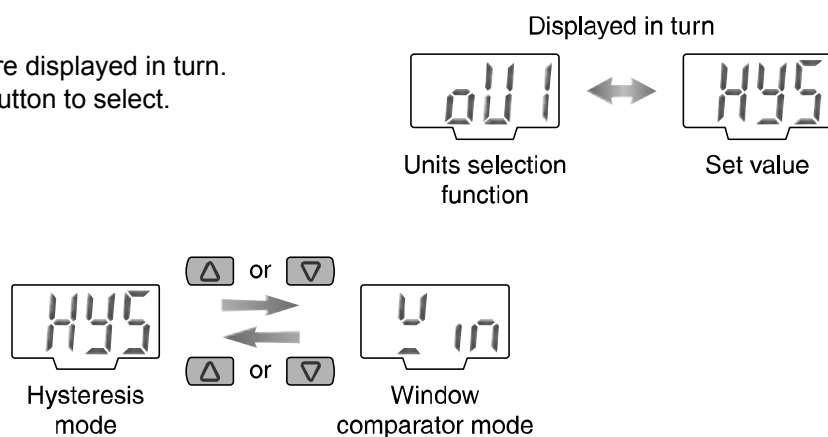 Displayed in turn
re displayed in turn.
utton to select.
oU1
HYS
Units selection
function
Set value
or
HYS
Win
or
Hysteresis
mode
Window
comparator mode